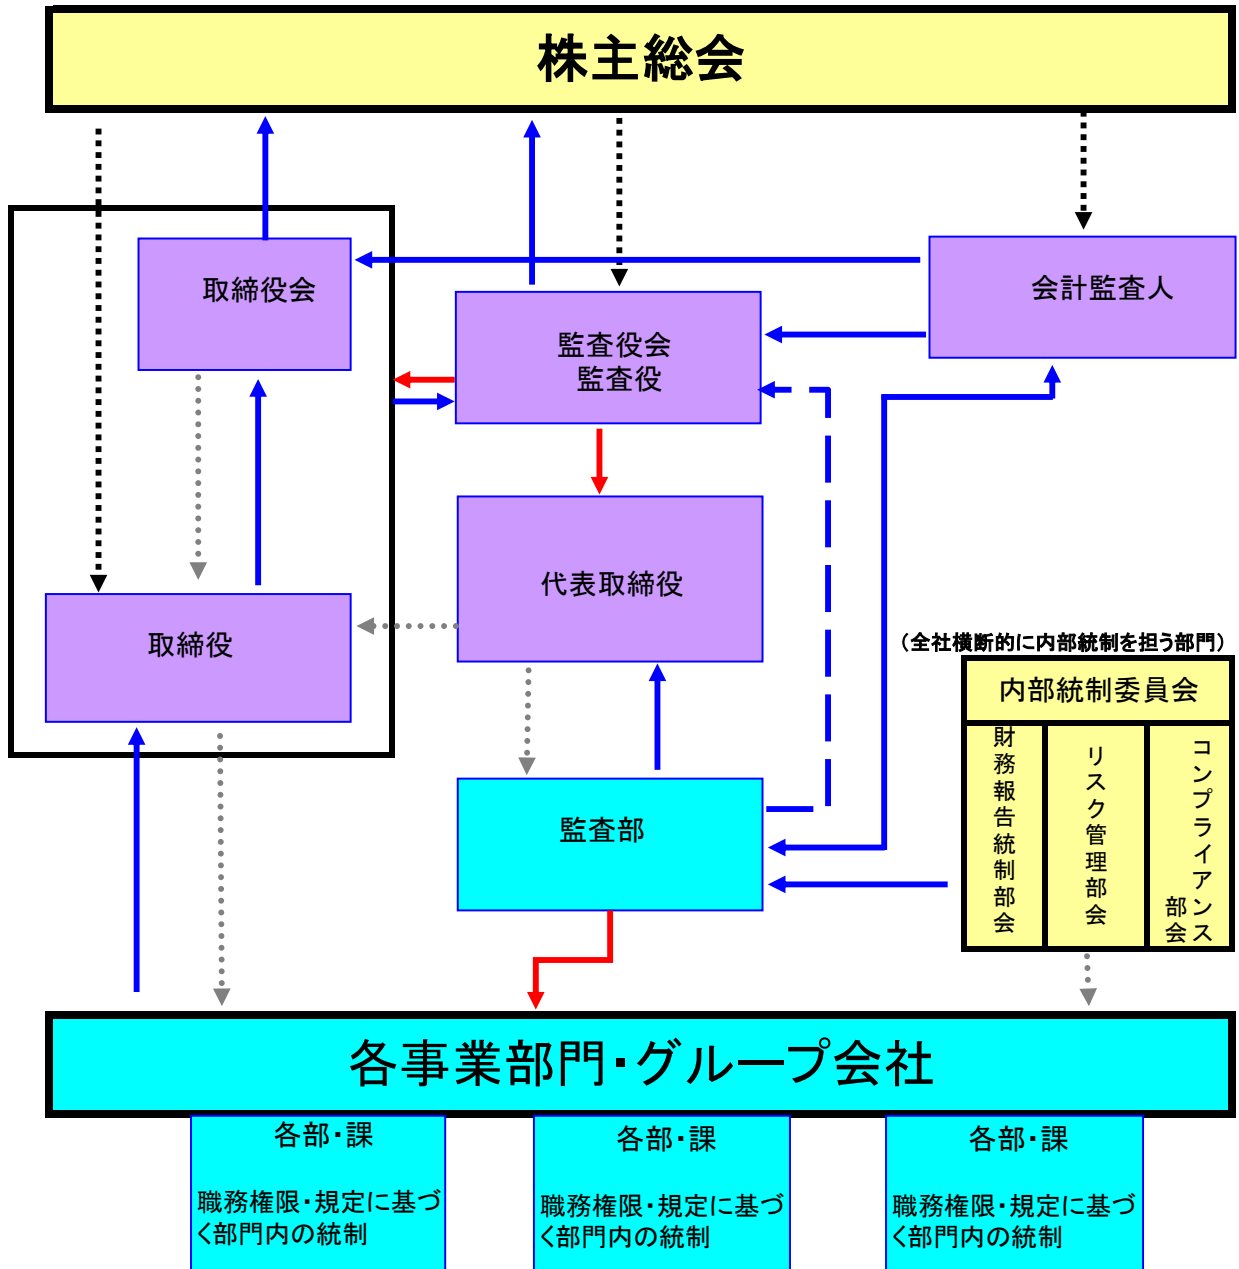 株主総会
取締役会
会計監査人
監査役会
監査役
代表取締役
取締役
（全社横断的に内部統制を担う部門）
内部統制委員会
財務報告統制部会
リスク管理部会
コンプライアンス
部会
監査部
各事業部門・グループ会社
各部・課
職務権限・規定に基づ
く部門内の統制
各部・課
職務権限・規定に基づ
く部門内の統制
各部・課
職務権限・規定に基づ
く部門内の統制